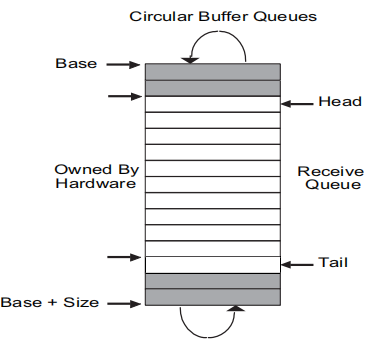 Circular Buffer Queues
Base
Head
Owned By
Hardware
Receive
Queue
Tail
Base + Size